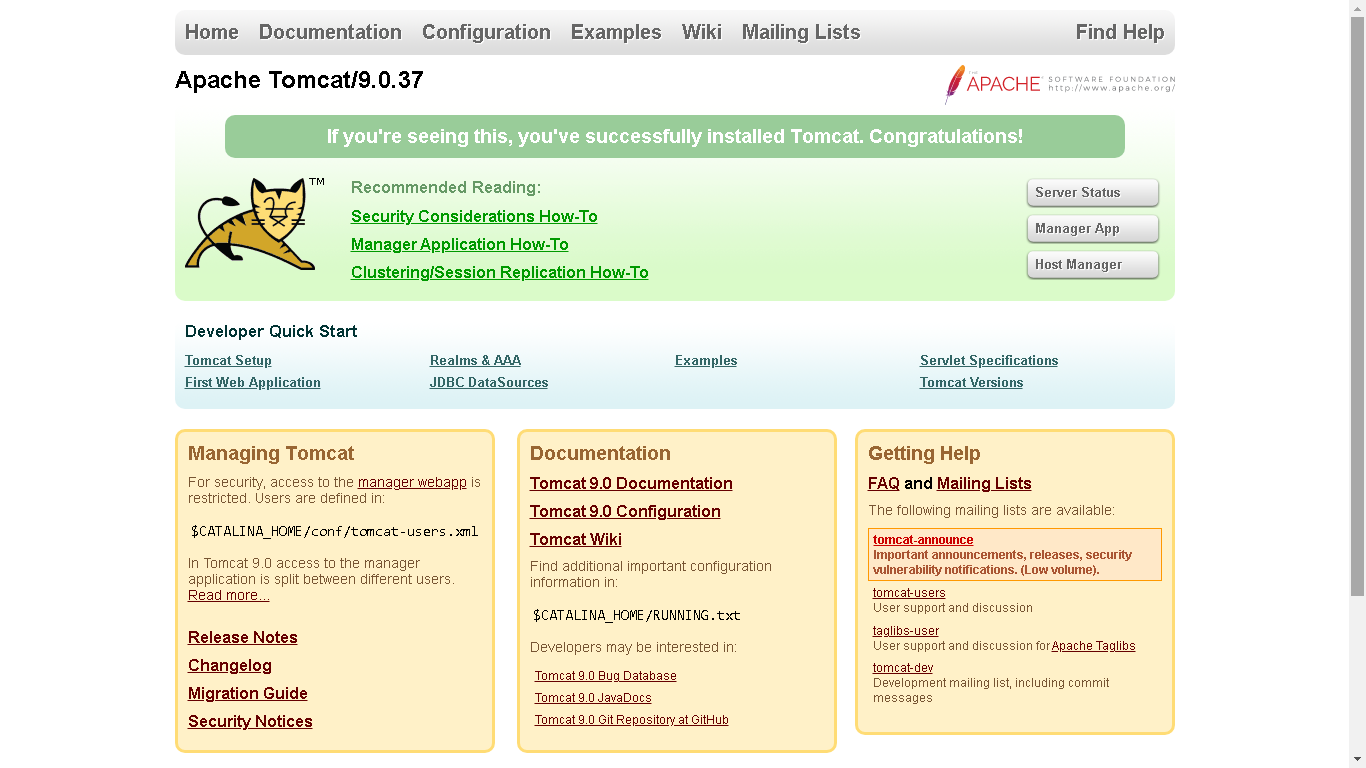 Home Documentation Configuration Examples Wiki Mailing Lists Find Help
Apache Tomcat/9.0.37
THE APACHE® SOFTWARE FOUNDATION
http://www.apache.org/
If you're seeing this, you've successfully installed Tomcat. Congratulations!
TM
Recommended Reading:
Security Considerations How-To
Manager Application How-To
Clustering/Session Replication How-To
Server Status
Manager App
Host Manager
Developer Quick Start
Tomcat Setup
First Web Application
Realms & AAA
JDBC DataSources
Examples
Servlet Specifications
Tomcat Versions
Managing Tomcat
For security, access to the manager webapp is
restricted. Users are defined in:
$CATALINA_HOME/conf/tomcat-users.xml
In Tomcat 9.0 access to the manager
application is split between different users.
Read more...
Release Notes
Changelog
Migration Guide
Security Notices
Documentation
Tomcat 9.0 Documentation
Tomcat 9.0 Configuration
Tomcat Wiki
Find additional important configuration
information in:
$CATALINA_HOME/RUNNING.txt
Developers may be interested in:
Tomcat 9.0 Bug Database
Tomcat 9.0 JavaDocs
Tomcat 9.0 Git Repository at GitHub
Getting Help
FAQ and Mailing Lists
The following mailing lists are available:
tomcat-announce
Important announcements, releases, security
vulnerability notifications. (Low volume).
tomcat-users
User support and discussion
taglibs-user
User support and discussion for Apache Taglibs
tomcat-dev
Development mailing list, including commit
messages